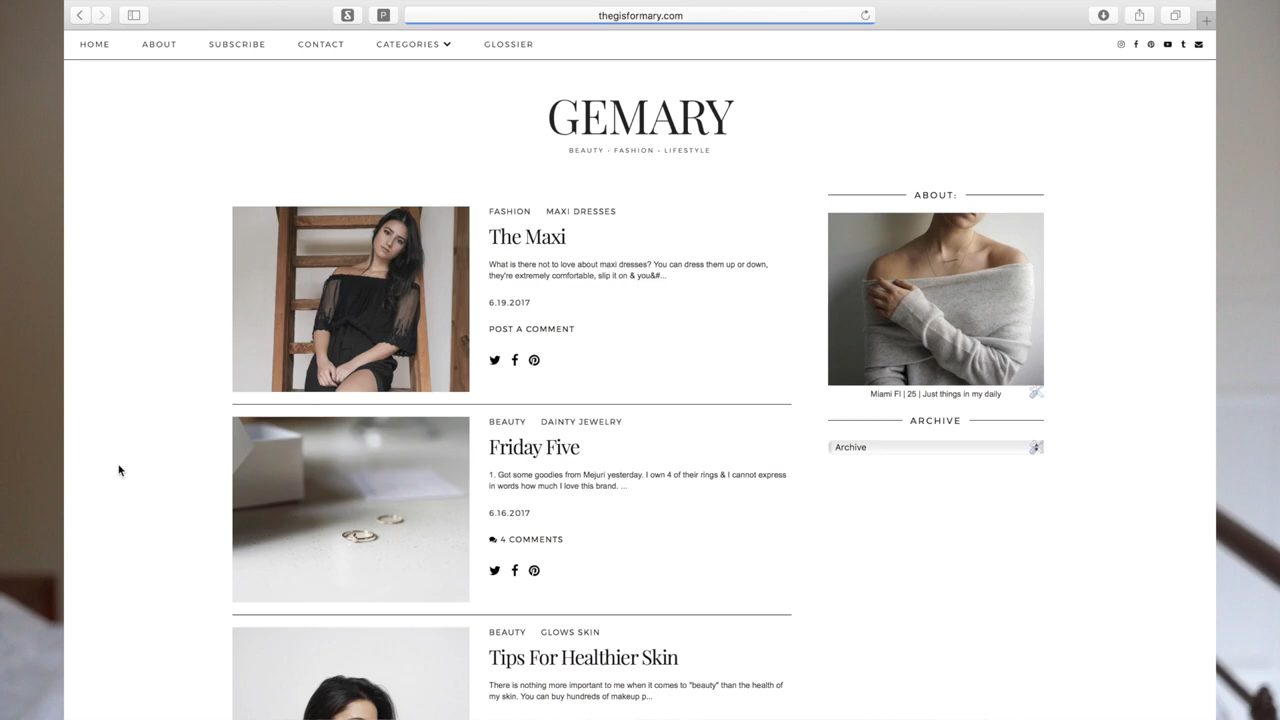 thegisformary.com
HOME ABOUT SUBSCRIBE CONTACT CATEGORIES GLOSSIER
GEMARY
BEAUTY • FASHION • LIFESTYLE
FASHION MAXI DRESSES
The Maxi
What is there not to love about maxi dresses? You can dress them up or down,
they're extremely comfortable, slip it on & you&#...
6.19.2017
POST A COMMENT
BEAUTY DAINTY JEWELRY
Friday Five
1. Got some goodies from Mejuri yesterday. I own 4 of their rings & I cannot express
in words how much I love this brand. ...
6.16.2017
4 COMMENTS
BEAUTY GLOWS SKIN
Tips For Healthier Skin
There is nothing more important to me when it comes to "beauty" than the health of
my skin. You can buy hundreds of makeup p...
ABOUT:
Miami Fl | 25 | Just things in my daily
ARCHIVE
Archive